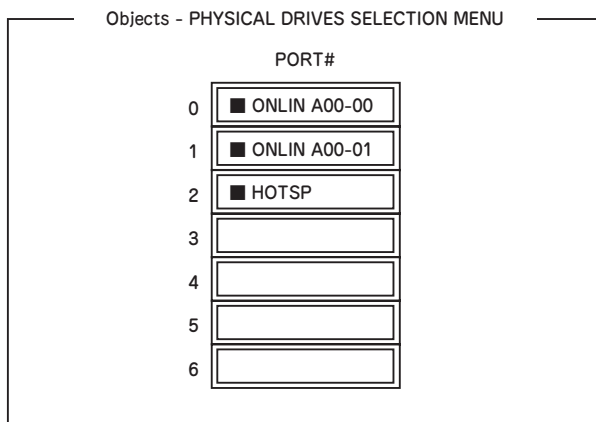 Objects - PHYSICAL DRIVES SELECTION MENU
PORT#
0 ■ ONLIN A00-00
1 ■ ONLIN A00-01
2 ■ HOTSP
3
4
5
6